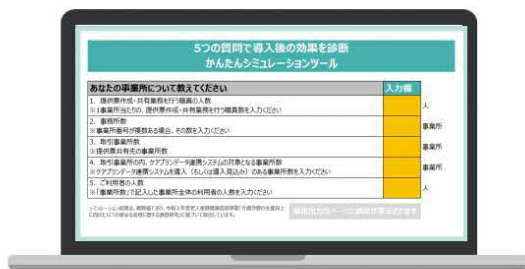 5つの質問で導入後の効果を診断
かんたんシミュレーションツール
あなたの事業所について教えてください 入力欄
1. 提供票作成・共有業務を行う職員の人数
※1事業所当たりの、提供票作成・共有業務を行う職員数を入力ください 人
2. 事務所数
※事業所番号が複数ある場合、その数を入力ください 事業所
3. 取引事業所数
※提供票共有先の事業所数 事業所
4. 取引事業所の内、ケアプランデータ連携システムの対象となる事業所数
※ケアプランデータ連携システムを導入（もしくは導入見込み）のある事業所数を入力ください 事業所
5. ご利用者の人数
※「事業所数」で記入した事業所全体の利用者の人数を入力ください 人